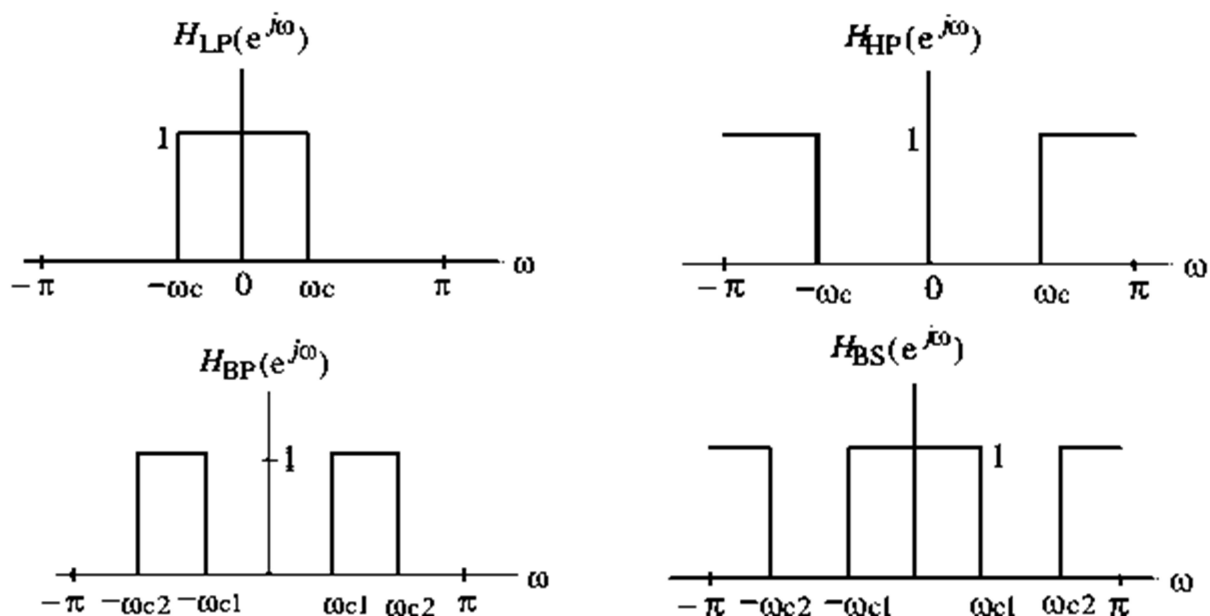 H_LP(e^jω)
1
−π −ωc 0 ωc π ω
H_HP(e^jω)
1
−π −ωc 0 ωc π ω
H_BP(e^jω)
1
−π −ωc2 −ωc1 ωc1 ωc2 π ω
H_BS(e^jω)
1
−π −ωc2 −ωc1 ωc1 ωc2 π ω